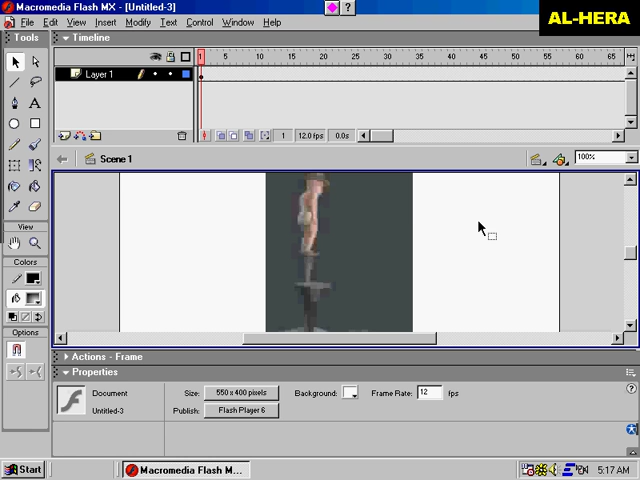 Macromedia Flash MX - [Untitled-3]
AL-HERA
File Edit View Insert Modify Text Control Window Help
Tools
Timeline
1 5 10 15 20 25 30 35 40 45 50 55 60 65
Layer 1
A
1 12.0 fps 0.0s
Scene 1
100%
View
Colors
Options
Actions - Frame
Properties
Document
Size: 550 x 400 pixels
Background:
Frame Rate: 12 fps
Untitled-3
Publish: Flash Player 6
Start
Macromedia Flash M...
5:17 AM